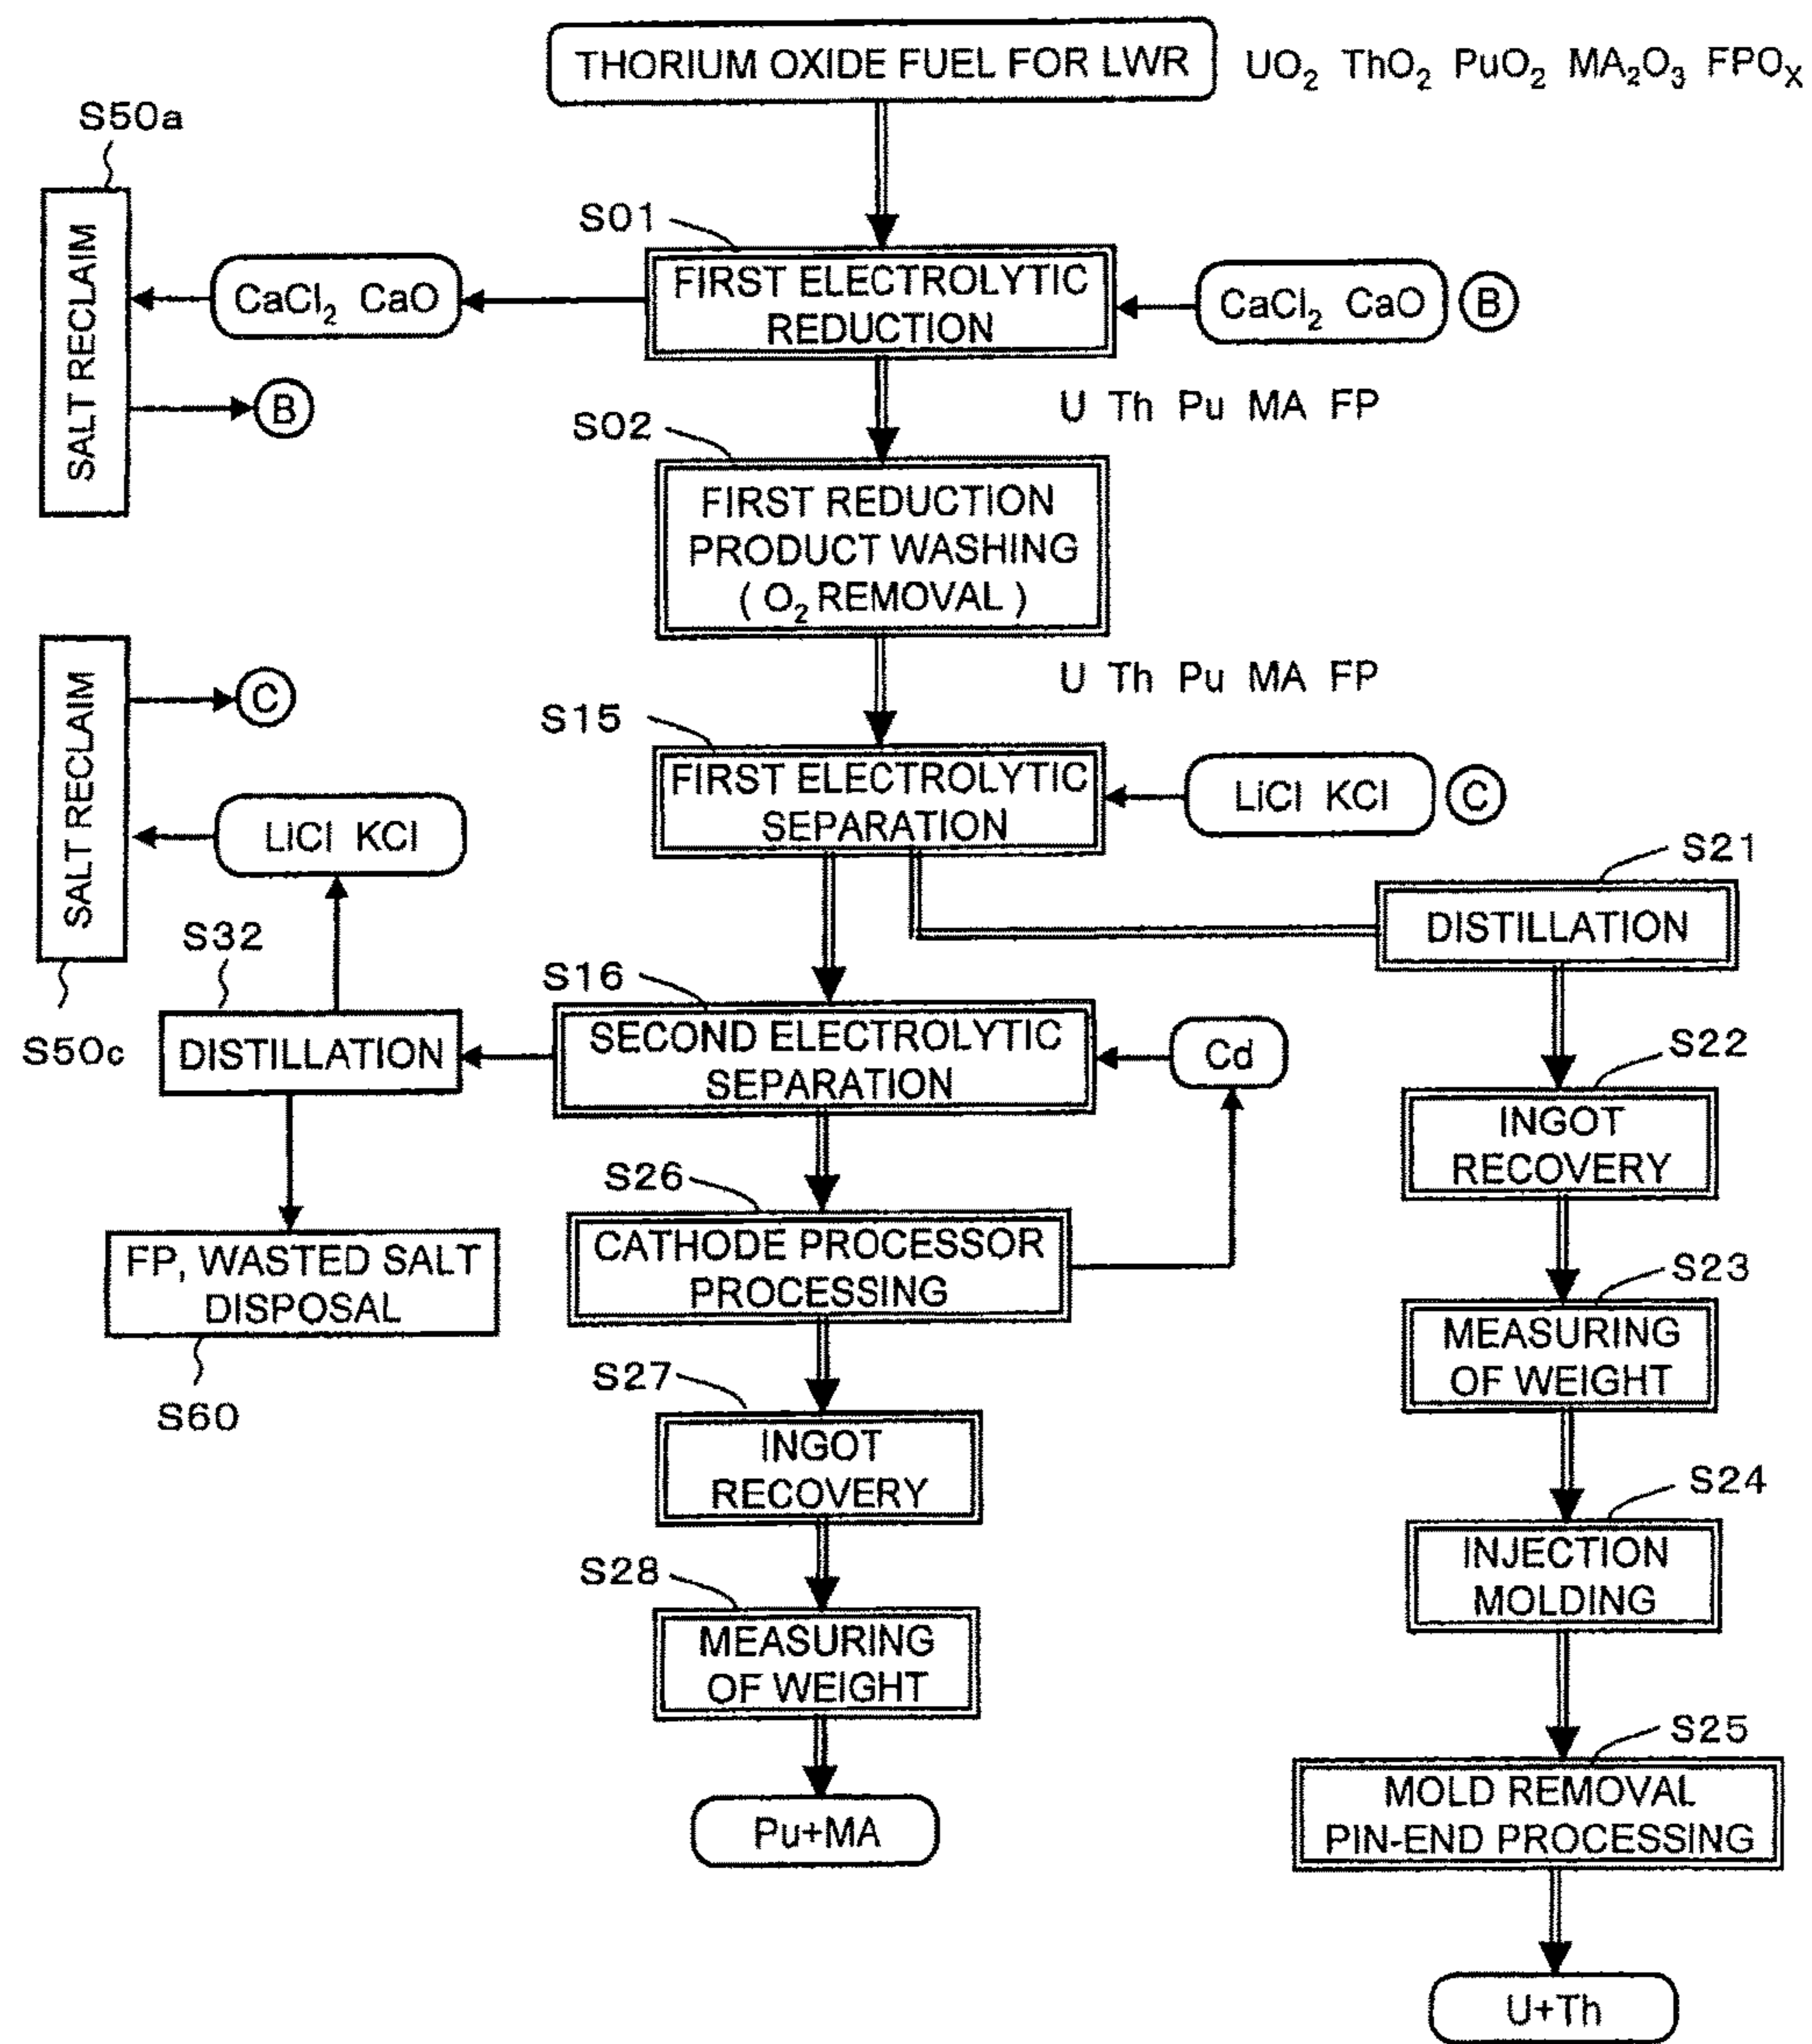 THORIUM OXIDE FUEL FOR LWR
UO₂ ThO₂ PuO₂ MA₂O₃ FPOₓ
S50a
SALT RECLAIM
CaCl₂ CaO
S01
FIRST ELECTROLYTIC
REDUCTION
CaCl₂ CaO
B
B
U Th Pu MA FP
S02
FIRST REDUCTION
PRODUCT WASHING
( O₂ REMOVAL )
U Th Pu MA FP
SALT RECLAIM
C
S15
FIRST ELECTROLYTIC
SEPARATION
LiCl KCl
C
LiCl KCl
S50c
S32
DISTILLATION
S21
DISTILLATION
S16
SECOND ELECTROLYTIC
SEPARATION
Cd
S22
INGOT
RECOVERY
S26
CATHODE PROCESSOR
PROCESSING
FP, WASTED SALT
DISPOSAL
S60
S23
MEASURING
OF WEIGHT
S27
INGOT
RECOVERY
S24
INJECTION
MOLDING
S28
MEASURING
OF WEIGHT
S25
MOLD REMOVAL
PIN-END PROCESSING
Pu+MA
U+Th